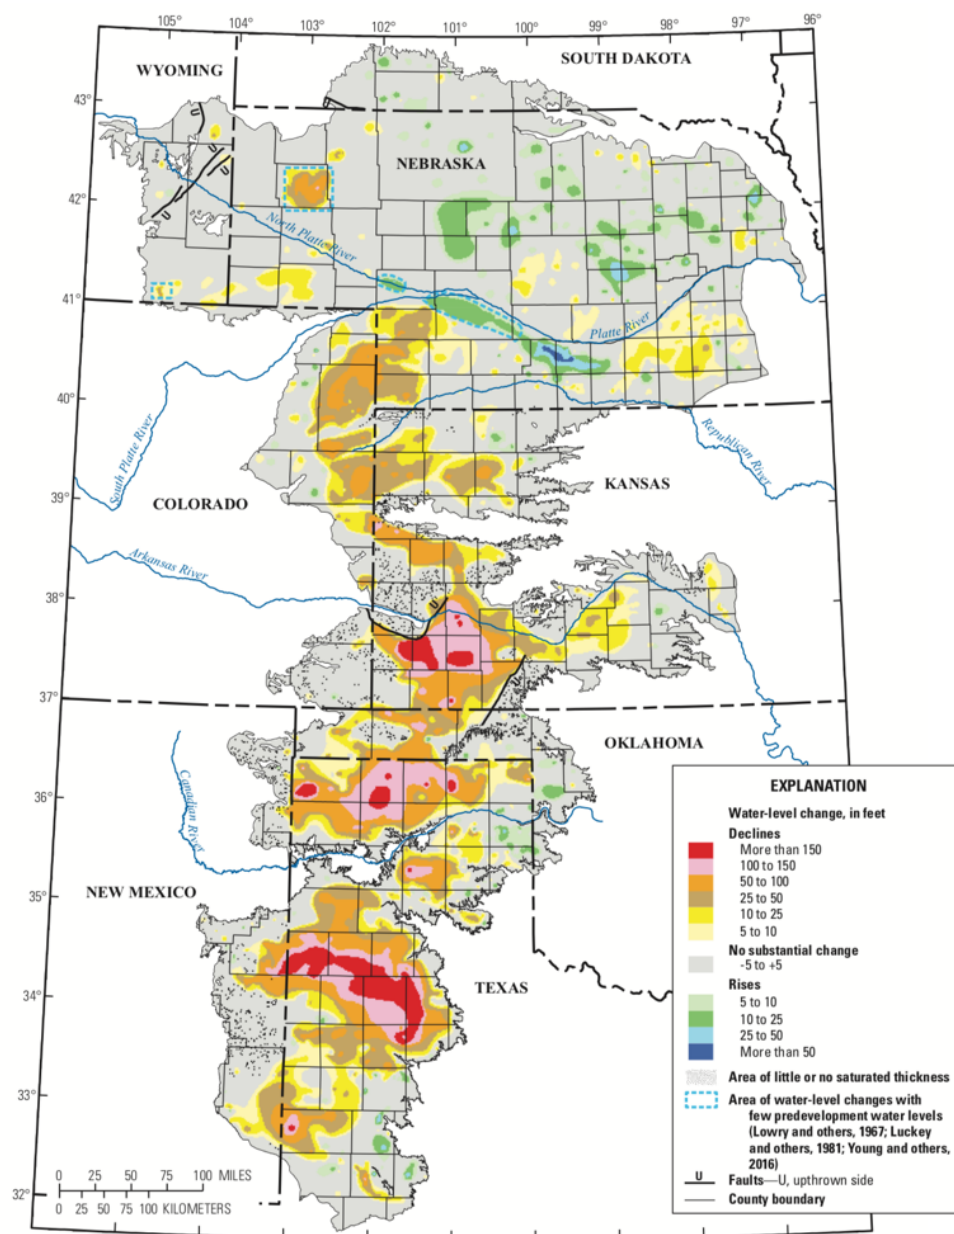 105° 104° 103° 102° 101° 100° 99° 98° 97° 96°
SOUTH DAKOTA
WYOMING
43°
U
NEBRASKA
U
U
42°
U
North Platte River
41°
Platte River
40°
South Platte River
Republican River
KANSAS
39°
COLORADO
Arkansas River
38°
U
37°
U
OKLAHOMA
Canadian River
36°
35°
NEW MEXICO
TEXAS
34°
33°
32°
0 25 50 75 100 MILES
0 25 50 75 100 KILOMETERS
EXPLANATION
Water-level change, in feet
Declines
More than 150
100 to 150
50 to 100
25 to 50
10 to 25
5 to 10
No substantial change
-5 to +5
Rises
5 to 10
10 to 25
25 to 50
More than 50
Area of little or no saturated thickness
Area of water-level changes with
few predevelopment water levels
(Lowry and others, 1967; Luckey
and others, 1981; Young and others,
2016)
U Faults—U, upthrown side
County boundary